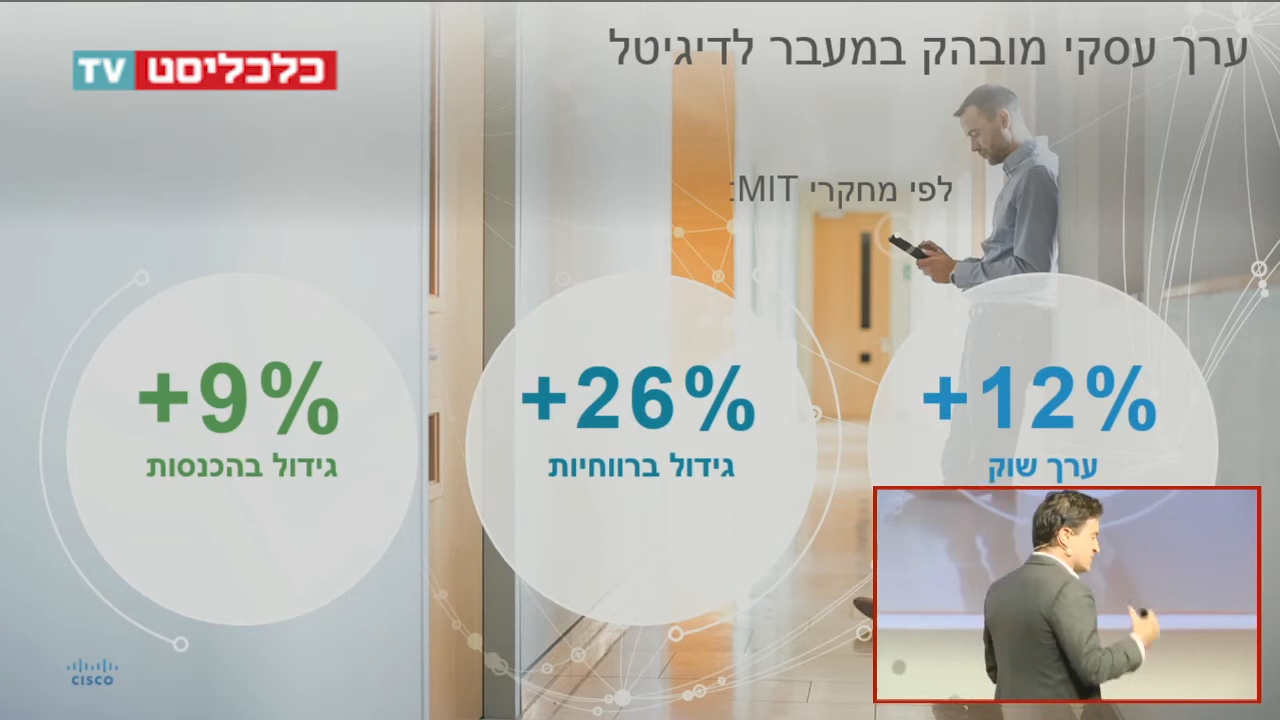 ערך עסקי מובהק במעבר לדיגיטל
כלכליסט TV
לפי מחקרי MIT:
+12%
ערך שוק
+26%
גידול ברווחיות
+9%
גידול בהכנסות
CISCO